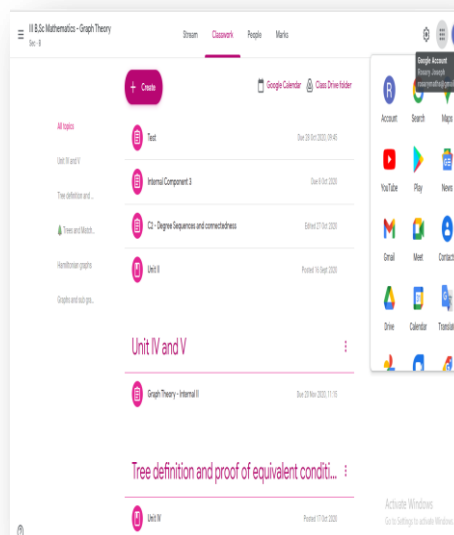 III B,Sc Mathematics - Graph Theory
Sec - B
Stream Classwork People Marks
Google Account
Rosary Joseph
Create
Google Calendar Class Drive folder
R
Account Search Maps
YouTube Play News
Gmail Meet Contacts
Drive Calendar Translate
All topics
Unit IV and V
Tree definition and ...
Trees and Match...
Hamiltonian graphs
Graphs and sub gra...
Test Due 29 Oct 2020, 09:45
Internal Component 3 Due 8 Oct 2020
C2 - Degree Sequences and connectedness Edited 27 Oct 2020
Unit II Posted 16 Sept 2020
Unit IV and V
Graph Theory - Internal II Due 20 Nov 2020, 11:15
Tree definition and proof of equivalent conditi...
Unit IV Posted 17 Oct 2020
Activate Windows
Go to Settings to activate Windows.